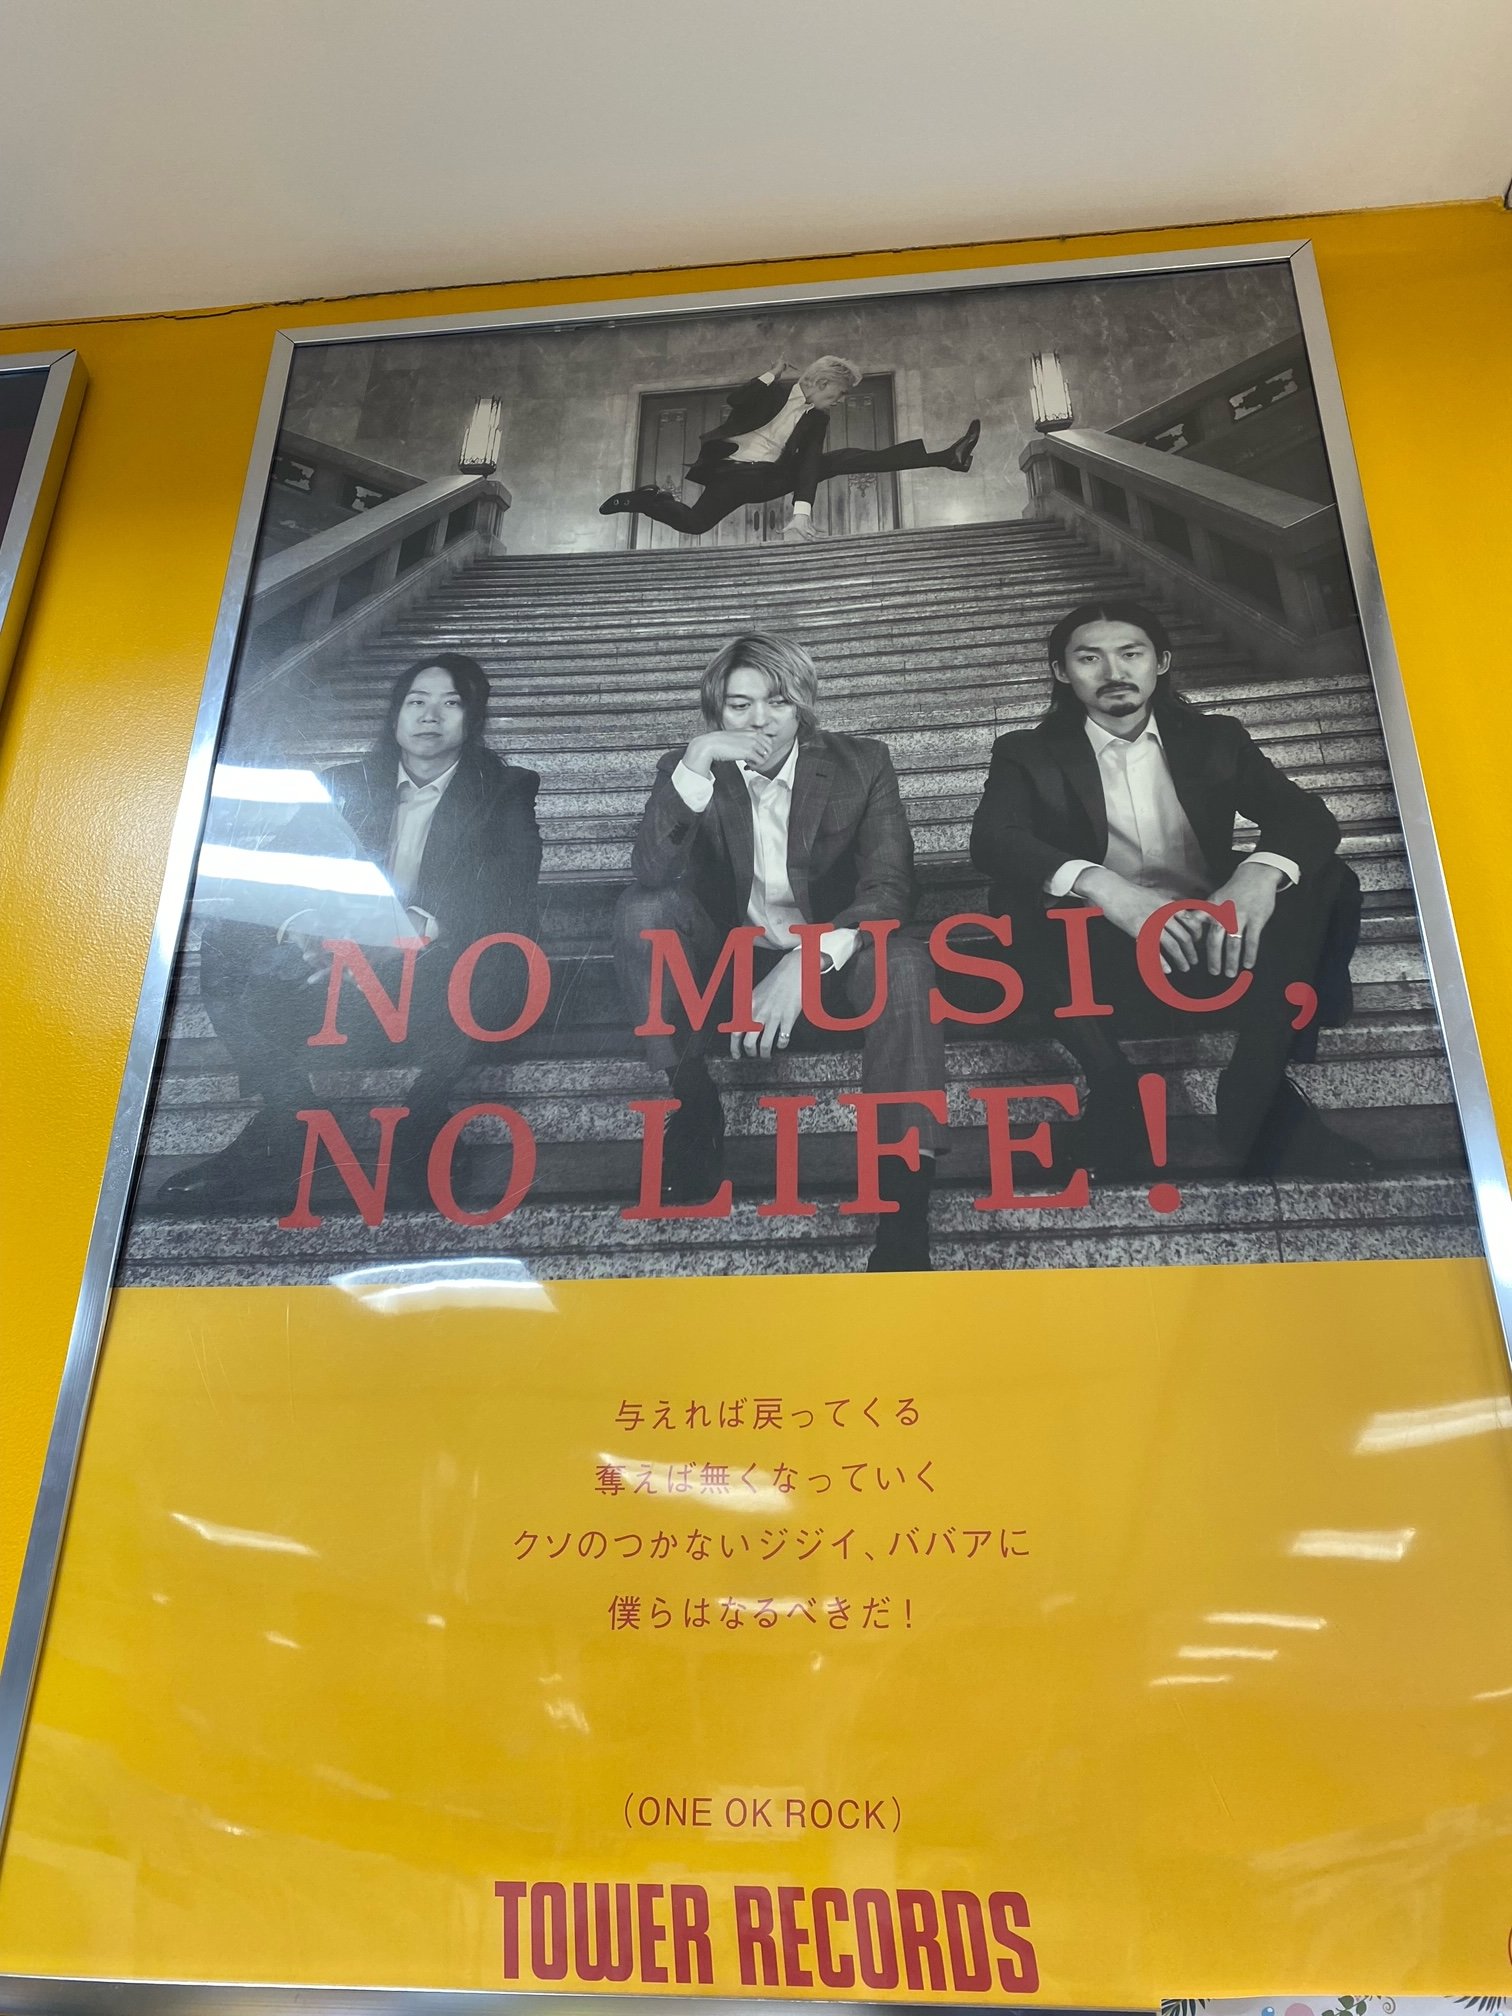 NO MUSIC,
NO LIFE!
与えれば戻ってくる
奪えば無くなっていく
クソのつかないジジイ、ババアに
僕らはなるべきだ！
(ONE OK ROCK)
TOWER RECORDS